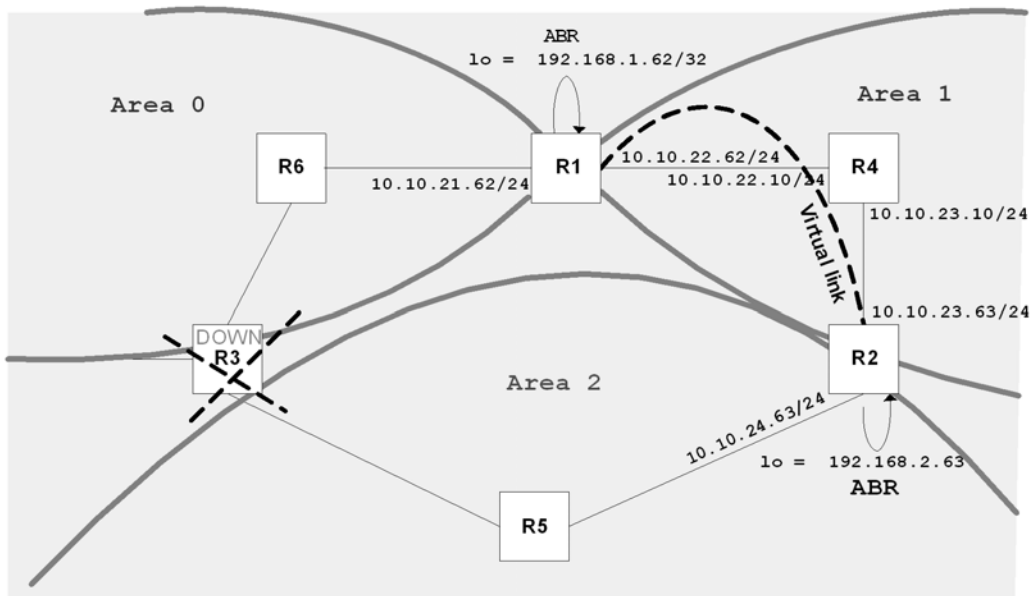 ABR
lo = 192.168.1.62/32
Area 0
Area 1
R6
R1
R4
10.10.22.62/24
10.10.21.62/24
10.10.22.10/24
10.10.23.10/24
Virtual link
10.10.23.63/24
DOWN
R3
R2
Area 2
10.10.24.63/24
lo = 192.168.2.63
ABR
R5